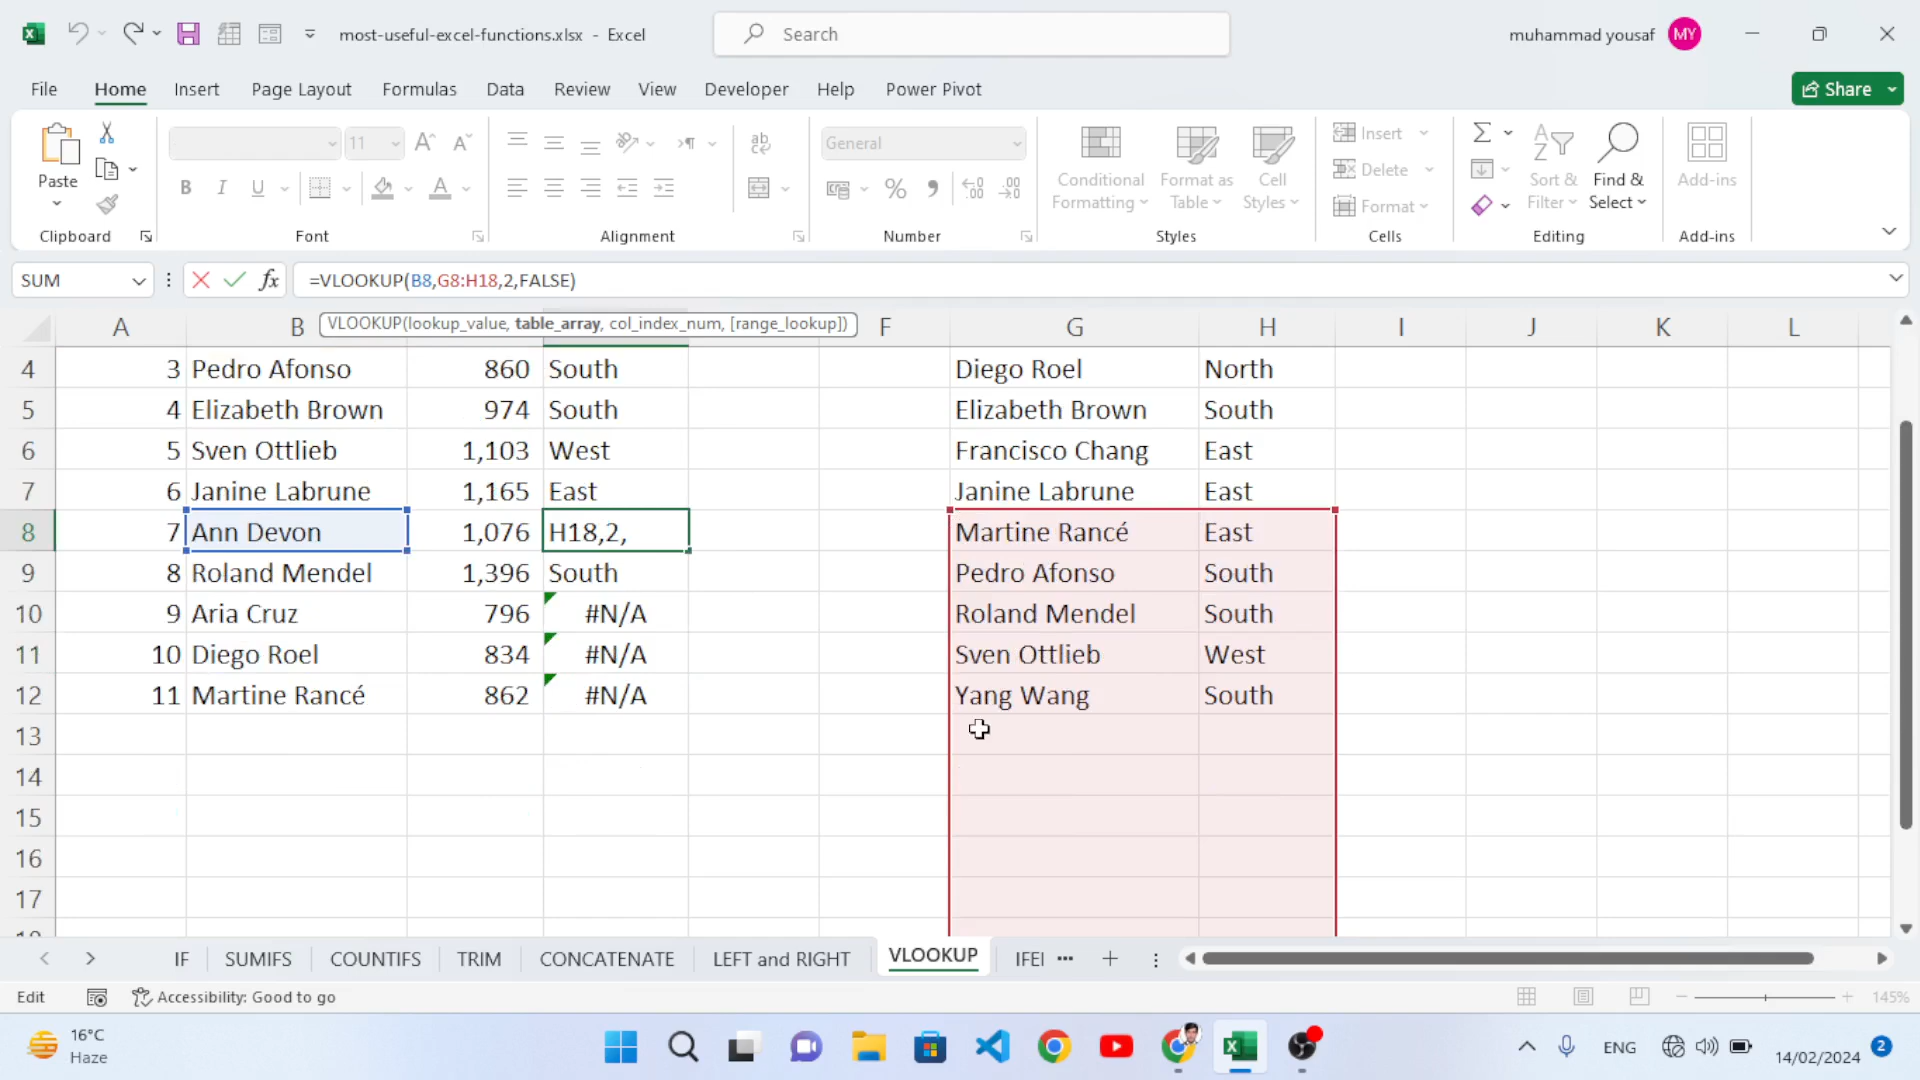 most-useful-excel-functions.xlsx - Excel
Search
muhammad yousaf MY
File Home Insert Page Layout Formulas Data Review View Developer Help Power Pivot Share
Paste
11
B I U A
ab
General
Conditional Formatting
Format as Table
Cell Styles
Insert
Delete
Format
Sort & Filter
Find & Select
Add-ins
Clipboard Font Alignment Number Styles Cells Editing Add-ins
SUM fx =VLOOKUP(B8,G8:H18,2,FALSE)
VLOOKUP(lookup_value, table_array, col_index_num, [range_lookup])
A B F G H I J K L
4 3 Pedro Afonso 860 South Diego Roel North
5 4 Elizabeth Brown 974 South Elizabeth Brown South
6 5 Sven Ottlieb 1,103 West Francisco Chang East
7 6 Janine Labrune 1,165 East Janine Labrune East
8 7 Ann Devon 1,076 H18,2, Martine Rancé East
9 8 Roland Mendel 1,396 South Pedro Afonso South
10 9 Aria Cruz 796 #N/A Roland Mendel South
11 10 Diego Roel 834 #N/A Sven Ottlieb West
12 11 Martine Rancé 862 #N/A Yang Wang South
13
14
15
16
17
IF SUMIFS COUNTIFS TRIM CONCATENATE LEFT and RIGHT VLOOKUP IFEI ...
Edit Accessibility: Good to go 145%
16°C
Haze
ENG
14/02/2024 2